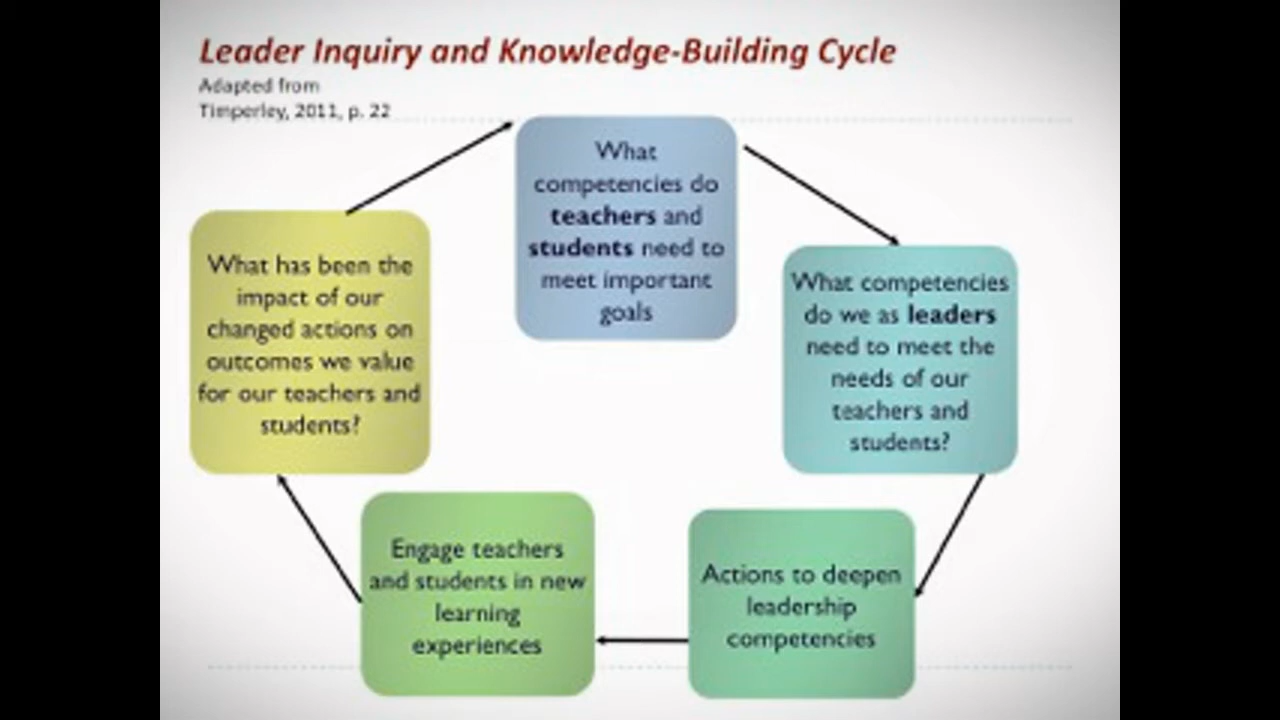 Leader Inquiry and Knowledge-Building Cycle
Adapted from
Timperley, 2011, p. 22
What
competencies do
teachers and
students need to
meet important
goals
What competencies
do we as leaders
need to meet the
needs of our
teachers and
students?
Actions to deepen
leadership
competencies
Engage teachers
and students in new
learning
experiences
What has been the
impact of our
changed actions on
outcomes we value
for our teachers and
students?